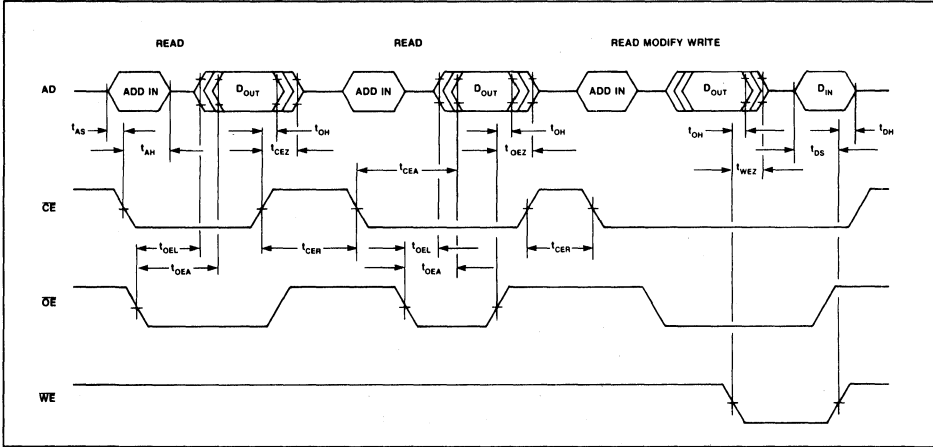 READ READ READ MODIFY WRITE
AD ADD IN DOUT ADD IN DOUT ADD IN DOUT DIN
tAS tOH tOH tOH tDH
tAH tCEZ tOEZ tDS
tCEA tWEZ
CE
tOEL tCER tOEL tCER
tOEA tOEA
OE
WE